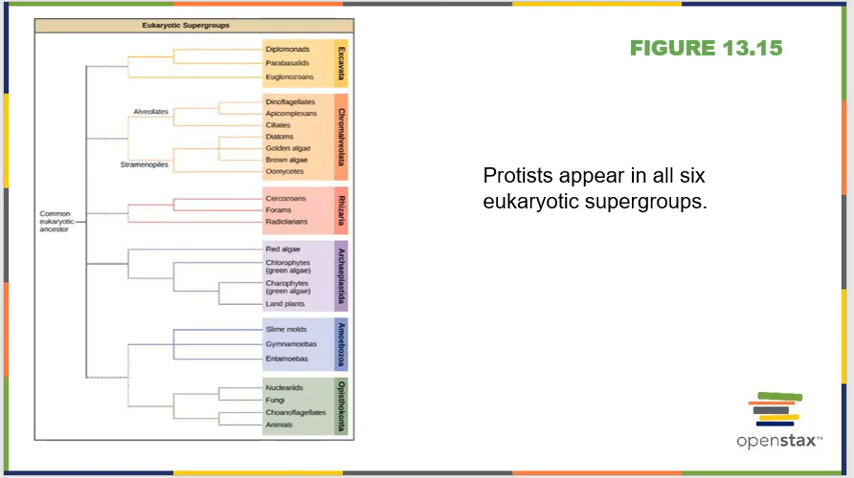 Eukaryotic Supergroups
FIGURE 13.15
Diplomonads
Parabasalids
Euglenozoans
Excavata
Alveolates
Dinoflagellates
Apicomplexans
Ciliates
Stramenopiles
Diatoms
Golden algae
Brown algae
Oomycetes
Chromalveolata
Protists appear in all six
eukaryotic supergroups.
Cercozoans
Forams
Radiolarians
Rhizaria
Common
eukaryotic
ancestor
Red algae
Chlorophytes
(green algae)
Charophytes
(green algae)
Land plants
Archaeplastida
Slime molds
Gymnamoebas
Entamoebas
Amoebozoa
Nucleariids
Fungi
Choanoflagellates
Animals
Opisthokonta
openstax™